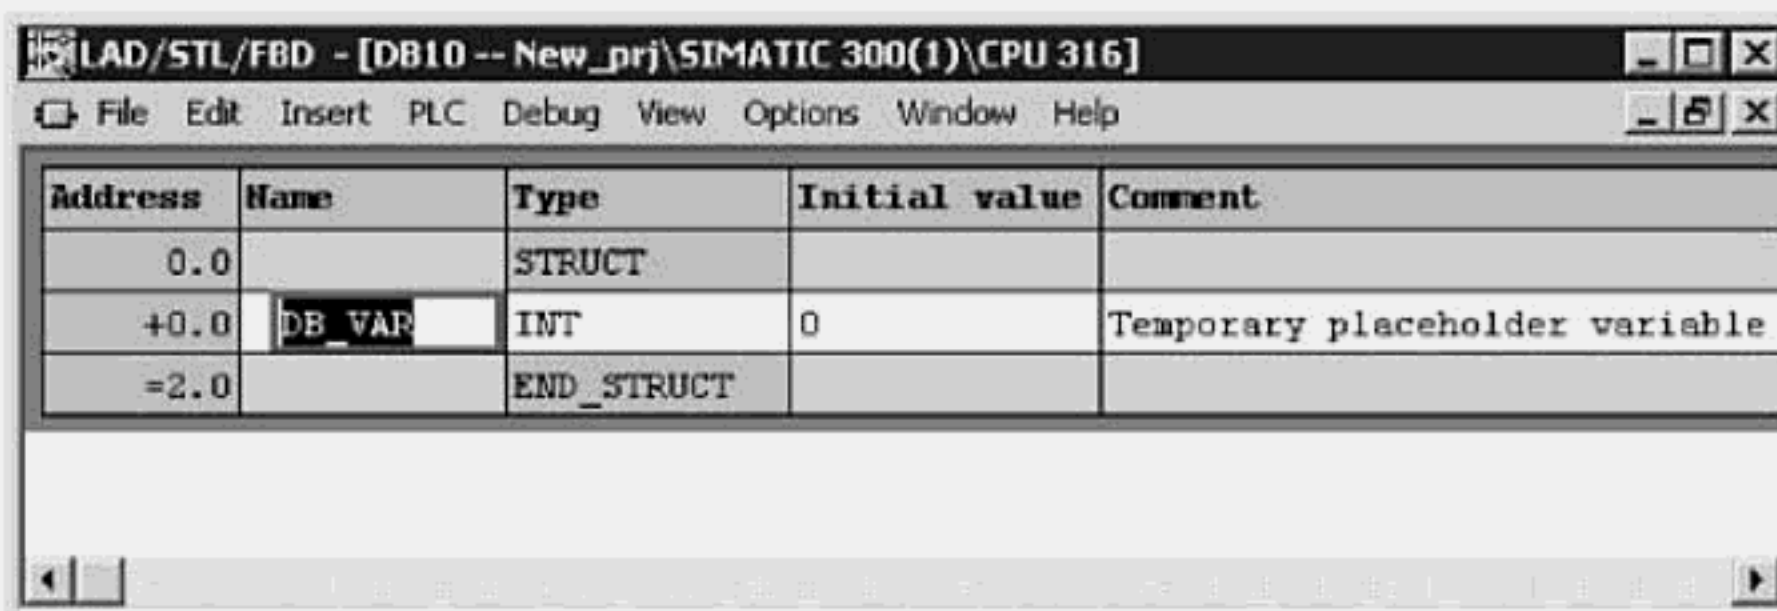 LAD/STL/FBD - [DB10 -- New_prj\SIMATIC 300(1)\CPU 316]
File Edit Insert PLC Debug View Options Window Help
Address Name Type Initial value Comment
0.0 STRUCT
+0.0 DB_VAR INT 0 Temporary placeholder variable
=2.0 END_STRUCT